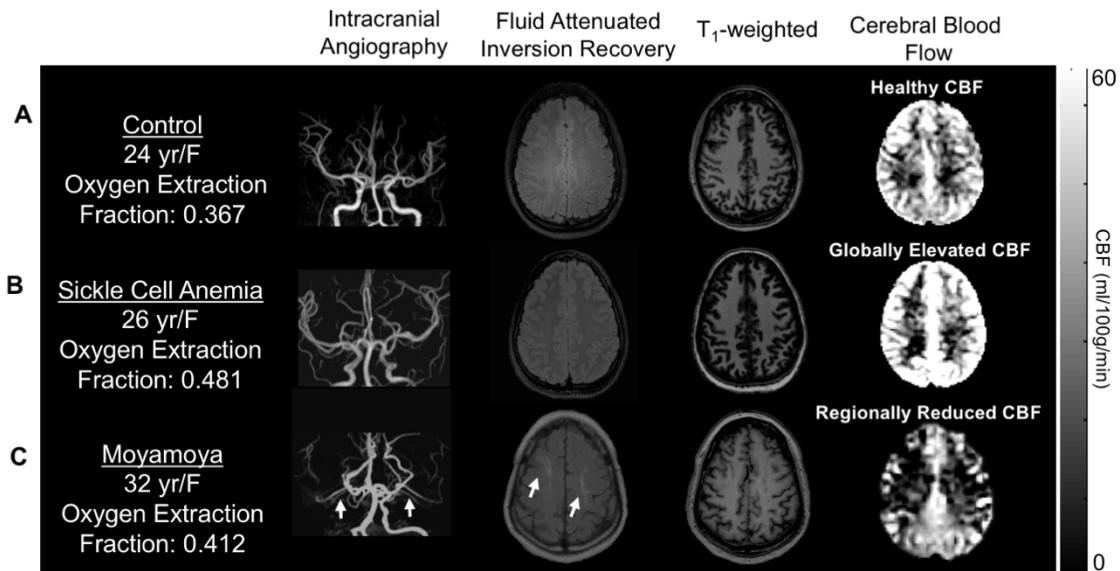 Intracranial
Angiography
Fluid Attenuated
Inversion Recovery
T1-weighted
Cerebral Blood
Flow
A
Control
24 yr/F
Oxygen Extraction
Fraction: 0.367
Healthy CBF
B
Sickle Cell Anemia
26 yr/F
Oxygen Extraction
Fraction: 0.481
Globally Elevated CBF
C
Moyamoya
32 yr/F
Oxygen Extraction
Fraction: 0.412
Regionally Reduced CBF
60
CBF (ml/100g/min)
0